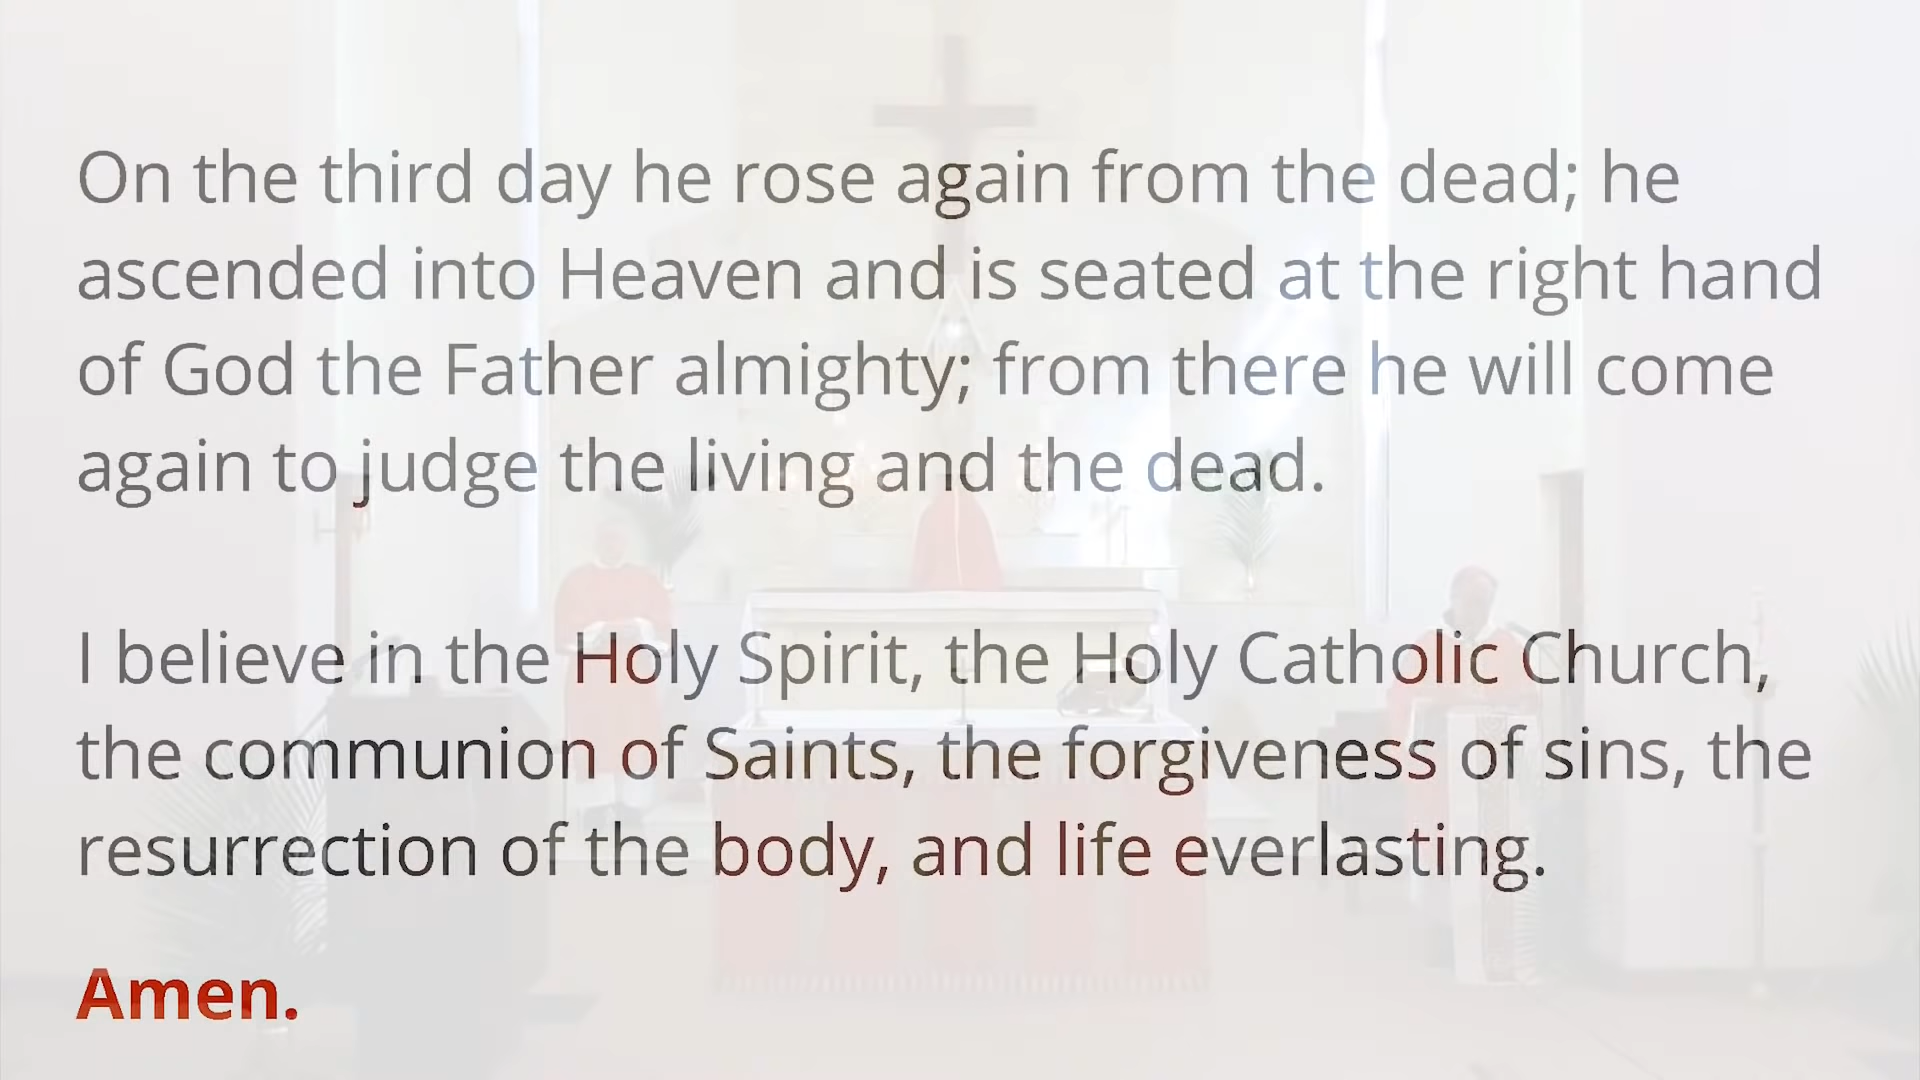 On the third day he rose again from the dead; he
ascended into Heaven and is seated at the right hand
of God the Father almighty; from there he will come
again to judge the living and the dead.
I believe in the Holy Spirit, the Holy Catholic Church,
the communion of Saints, the forgiveness of sins, the
resurrection of the body, and life everlasting.
Amen.